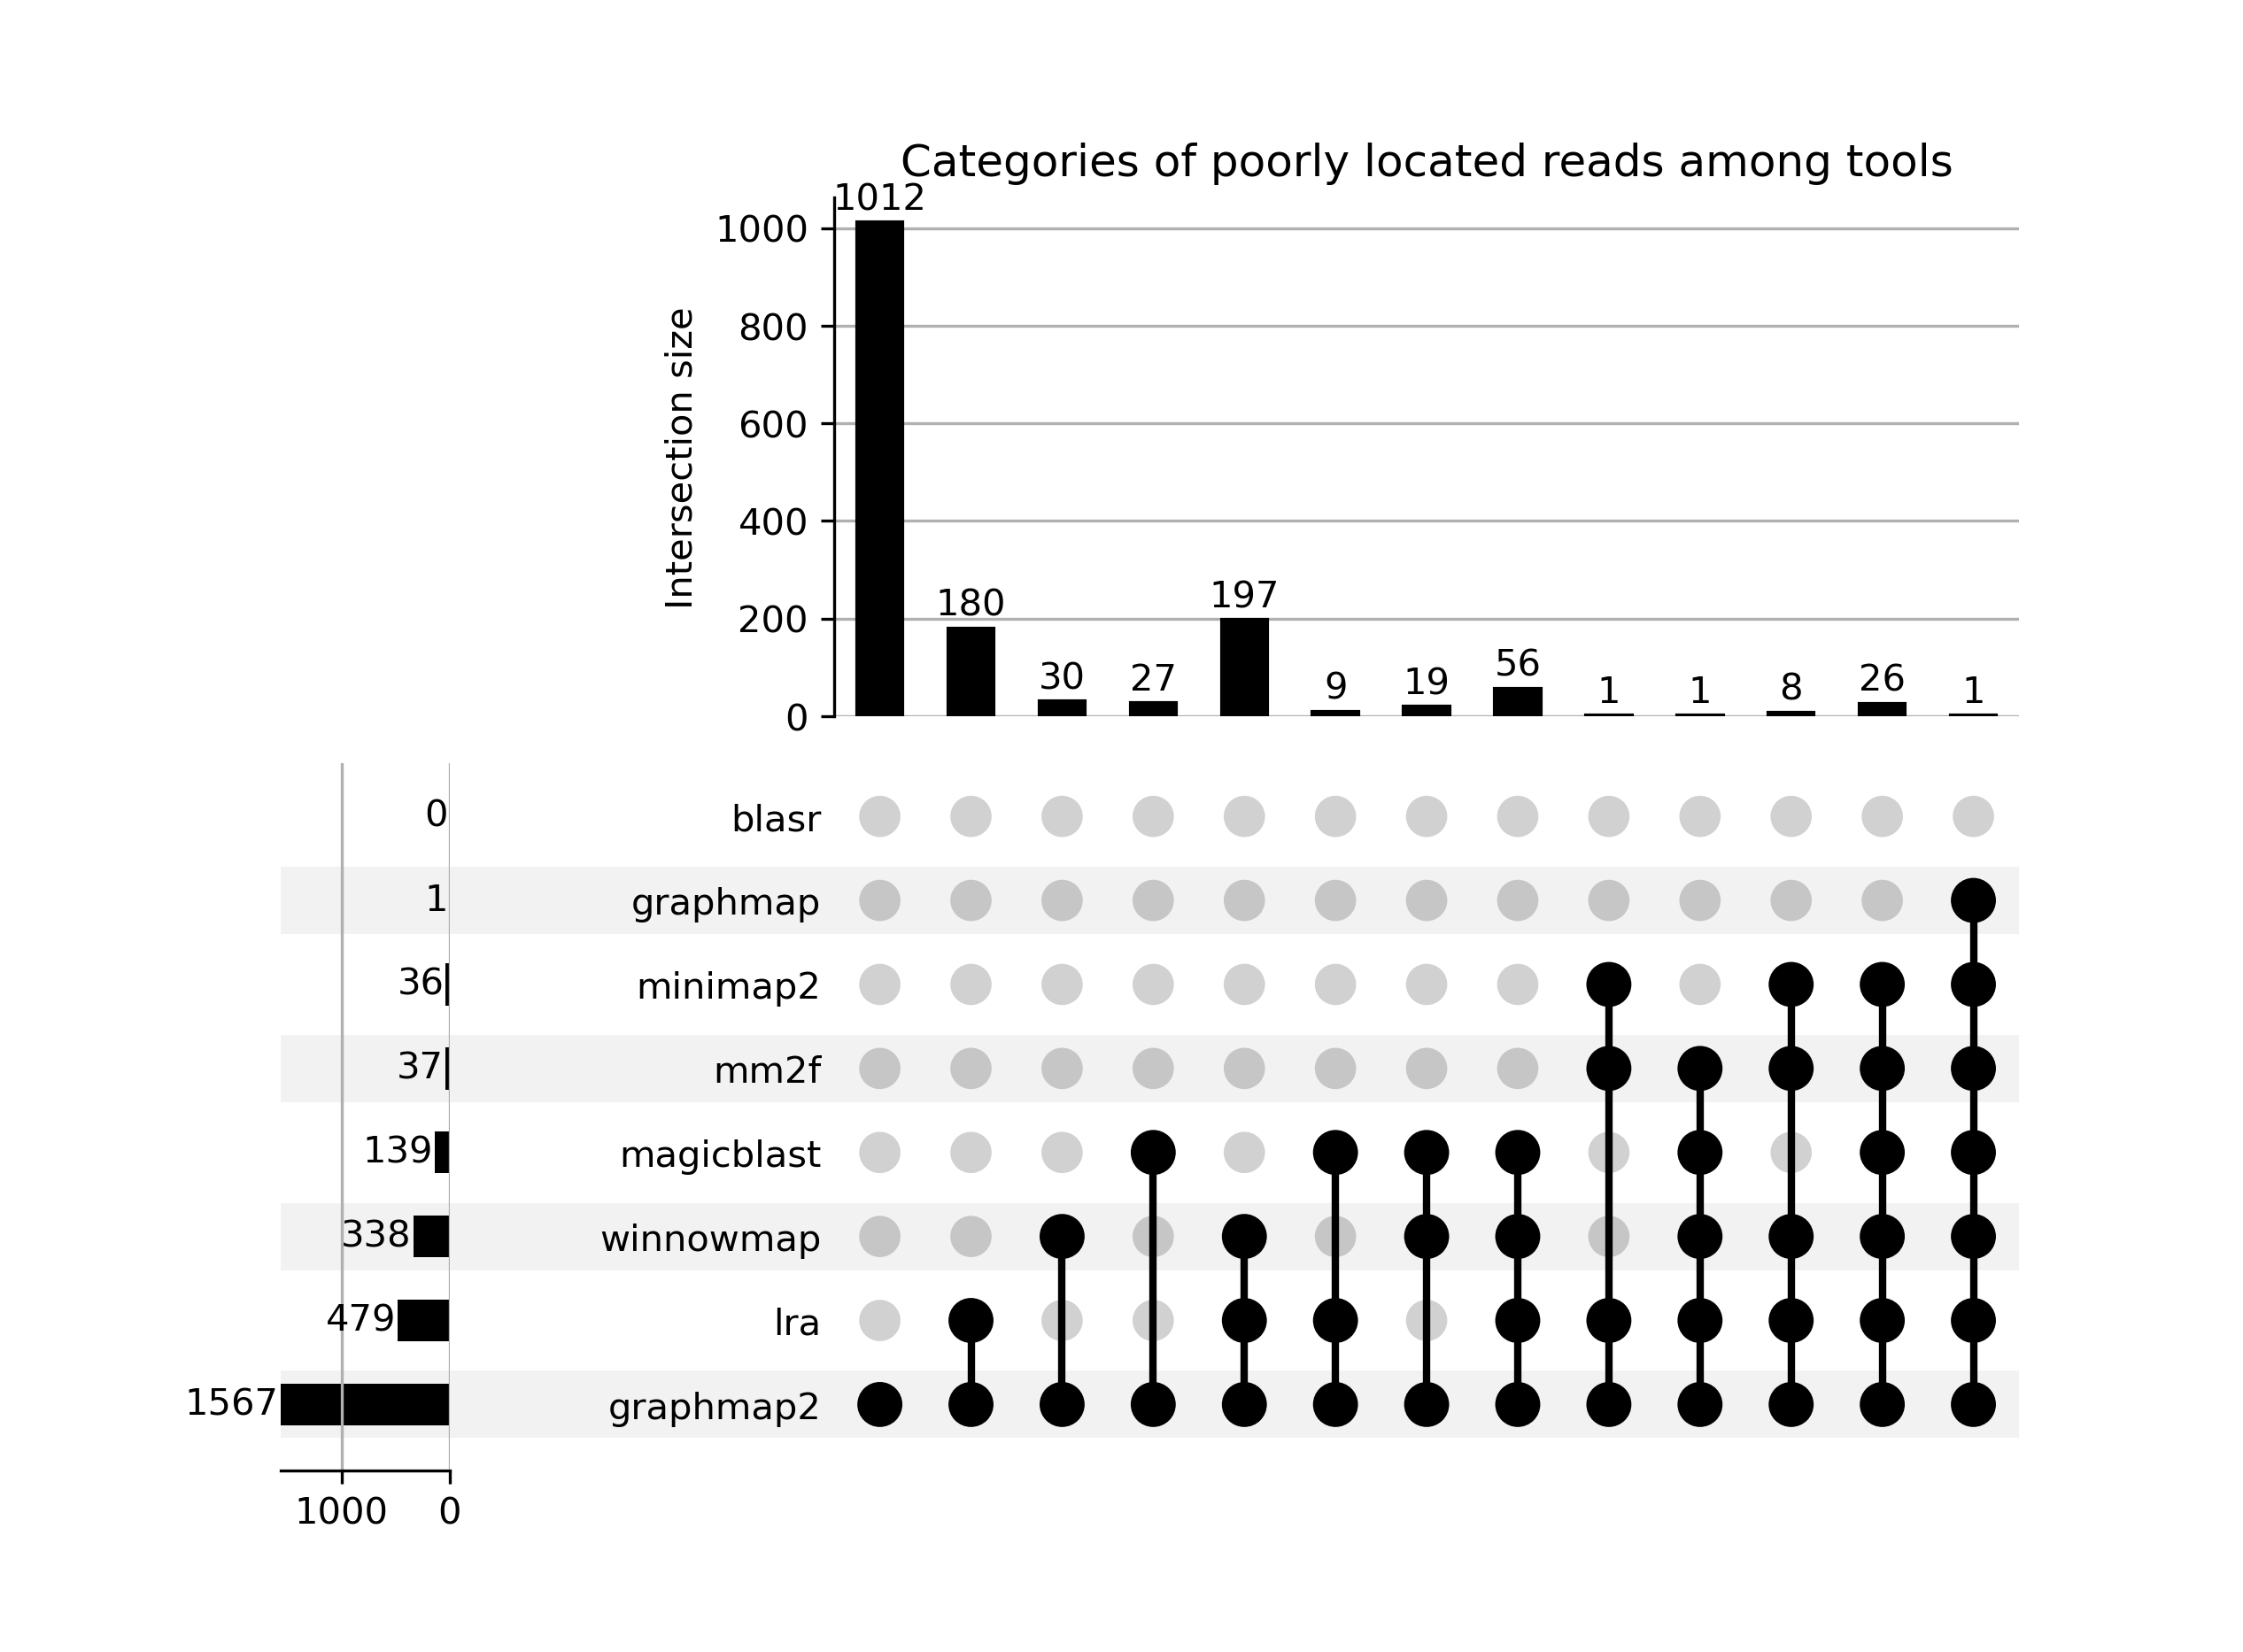 Categories of poorly located reads among tools
1012
1000
800
600
400
200
0
Intersection size
180
30
27
197
9
19
56
1
1
8
26
1
0 blasr
1 graphmap
36 minimap2
37 mm2f
139 magicblast
338 winnowmap
479 lra
1567 graphmap2
1000 0